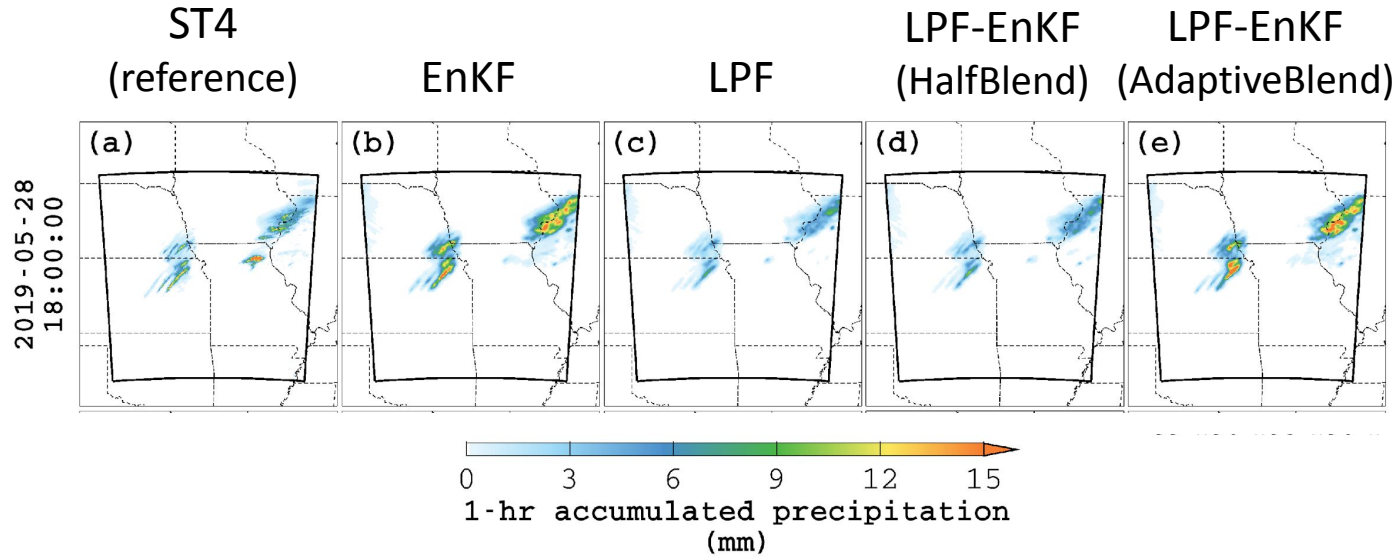 ST4
(reference)
EnKF
LPF
LPF-EnKF
(HalfBlend)
LPF-EnKF
(AdaptiveBlend)
2019-05-28
18:00:00
(a)
(b)
(c)
(d)
(e)
0 3 6 9 12 15
1-hr accumulated precipitation
(mm)